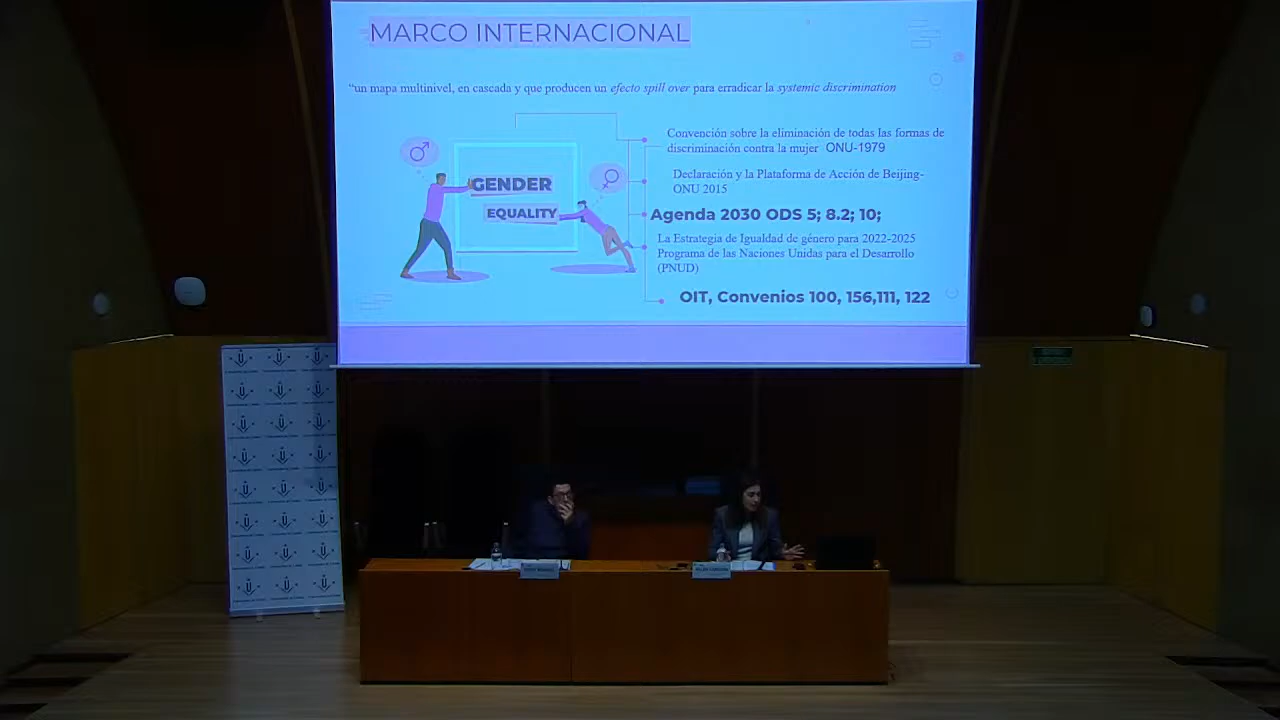 MARCO INTERNACIONAL
“un mapa multinivel, en cascada y que producen un efecto spill over para erradicar la systemic discrimination
GENDER
EQUALITY
Convención sobre la eliminación de todas las formas de
discriminación contra la mujer ONU-1979
Declaración y la Plataforma de Acción de Beijing-
ONU 2015
Agenda 2030 ODS 5; 8.2; 10;
La Estrategia de Igualdad de género para 2022-2025
Programa de las Naciones Unidas para el Desarrollo
(PNUD)
OIT, Convenios 100, 156,111, 122